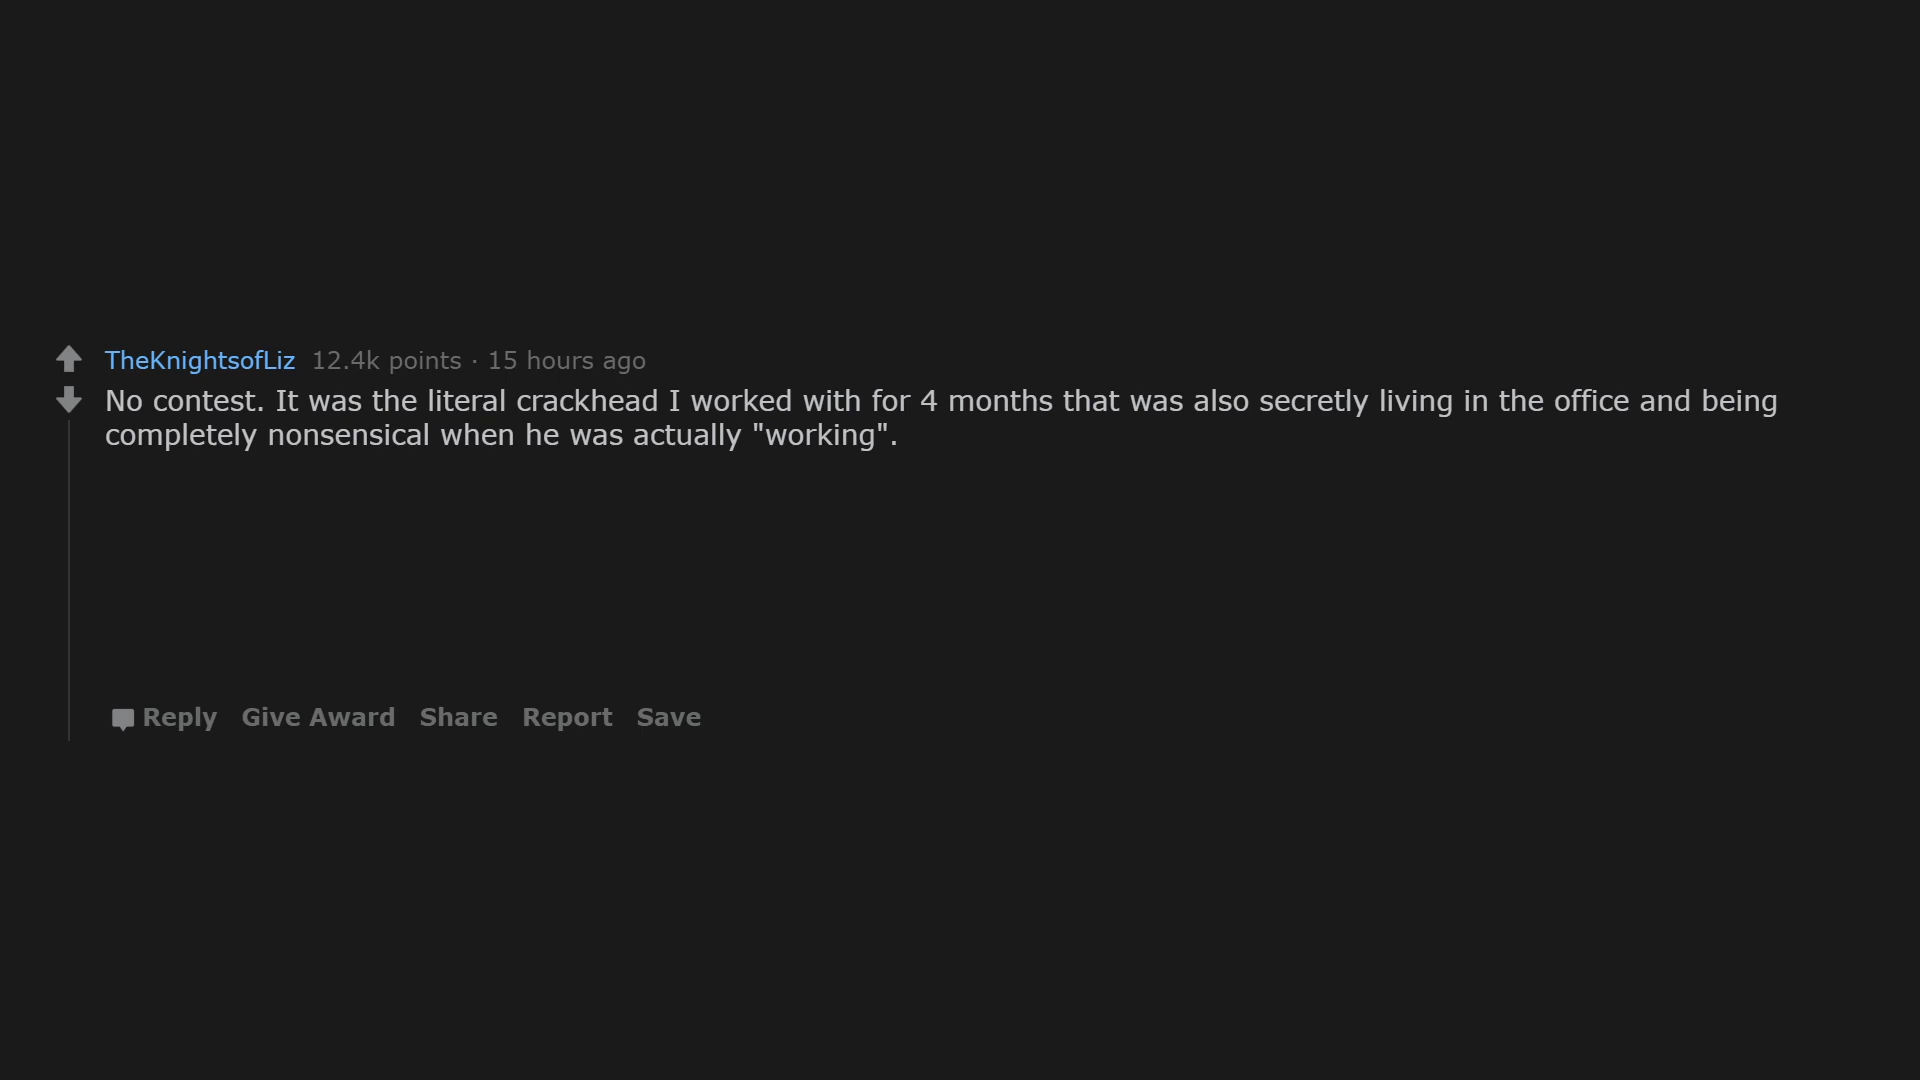 TheKnightsofLiz 12.4k points · 15 hours ago
No contest. It was the literal crackhead I worked with for 4 months that was also secretly living in the office and being
completely nonsensical when he was actually "working".
Reply Give Award Share Report Save